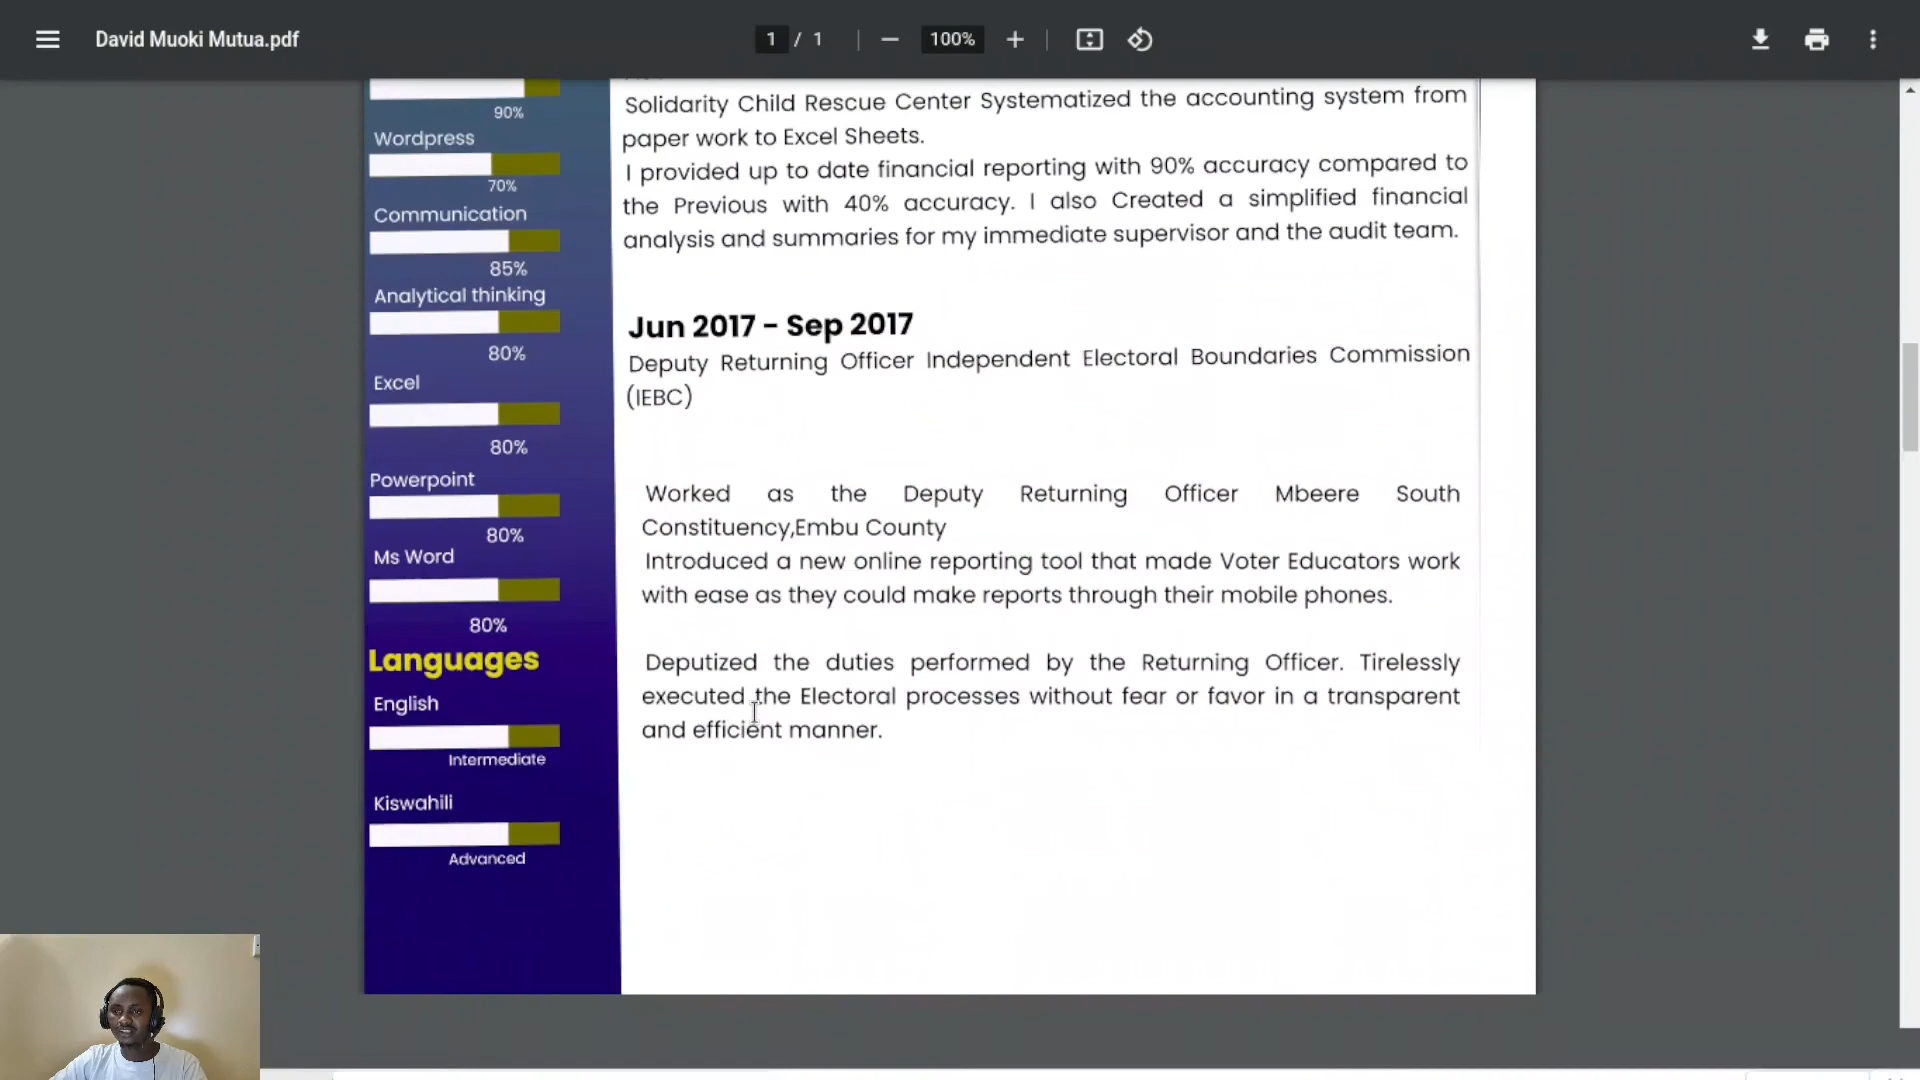 David Muoki Mutua.pdf
1 / 1
100%
90%
Wordpress
70%
Communication
85%
Analytical thinking
80%
Excel
80%
Powerpoint
80%
Ms Word
80%
Languages
English
Intermediate
Kiswahili
Advanced
Solidarity Child Rescue Center Systematized the accounting system from
paper work to Excel Sheets.
I provided up to date financial reporting with 90% accuracy compared to
the Previous with 40% accuracy. I also Created a simplified financial
analysis and summaries for my immediate supervisor and the audit team.
Jun 2017 - Sep 2017
Deputy Returning Officer Independent Electoral Boundaries Commission
(IEBC)
Worked as the Deputy Returning Officer Mbeere South
Constituency,Embu County
Introduced a new online reporting tool that made Voter Educators work
with ease as they could make reports through their mobile phones.
Deputized the duties performed by the Returning Officer. Tirelessly
executed the Electoral processes without fear or favor in a transparent
and efficient manner.